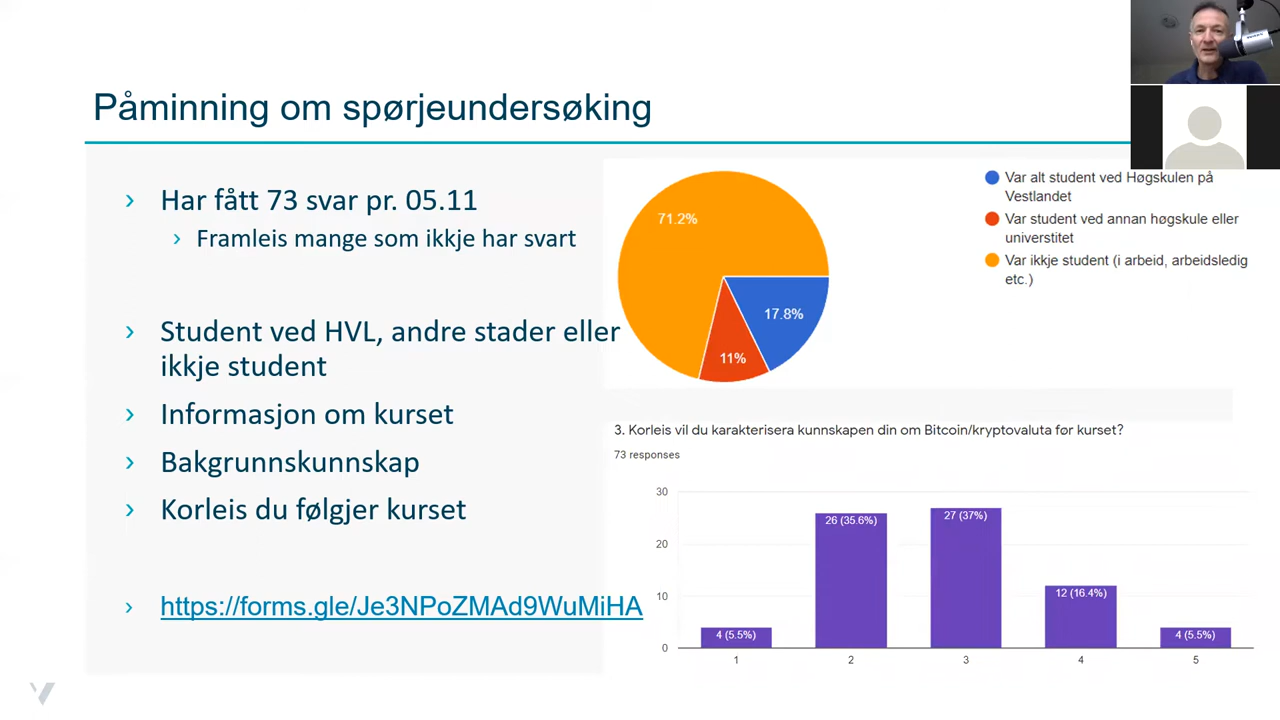 Påminning om spørjeundersøking
Har fått 73 svar pr. 05.11
Framleis mange som ikkje har svart
Student ved HVL, andre stader eller
ikkje student
Informasjon om kurset
Bakgrunnskunnskap
Korleis du følgjer kurset
https://forms.gle/Je3NPoZMAd9WuMiHA
71.2%
17.8%
11%
Var alt student ved Høgskulen på
Vestlandet
Var student ved annan høgskule eller
universtitet
Var ikkje student (i arbeid, arbeidsledig
etc.)
3. Korleis vil du karakterisera kunnskapen din om Bitcoin/kryptovaluta før kurset?
73 responses
30
20
10
0
4 (5.5%)
26 (35.6%)
27 (37%)
12 (16.4%)
4 (5.5%)
1
2
3
4
5